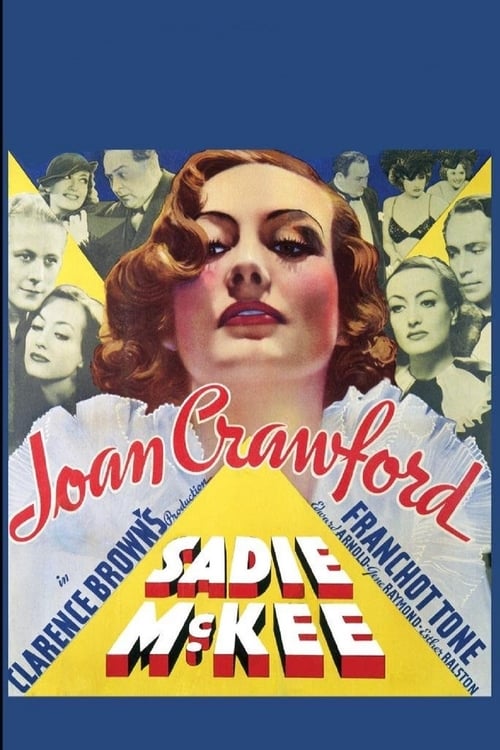 Joan Crawford
in
CLARENCE BROWN'S
Production
SADIE
McKEE
FRANCHOT TONE
Edward ARNOLD - Gene
RAYMOND - Esther
RALSTON